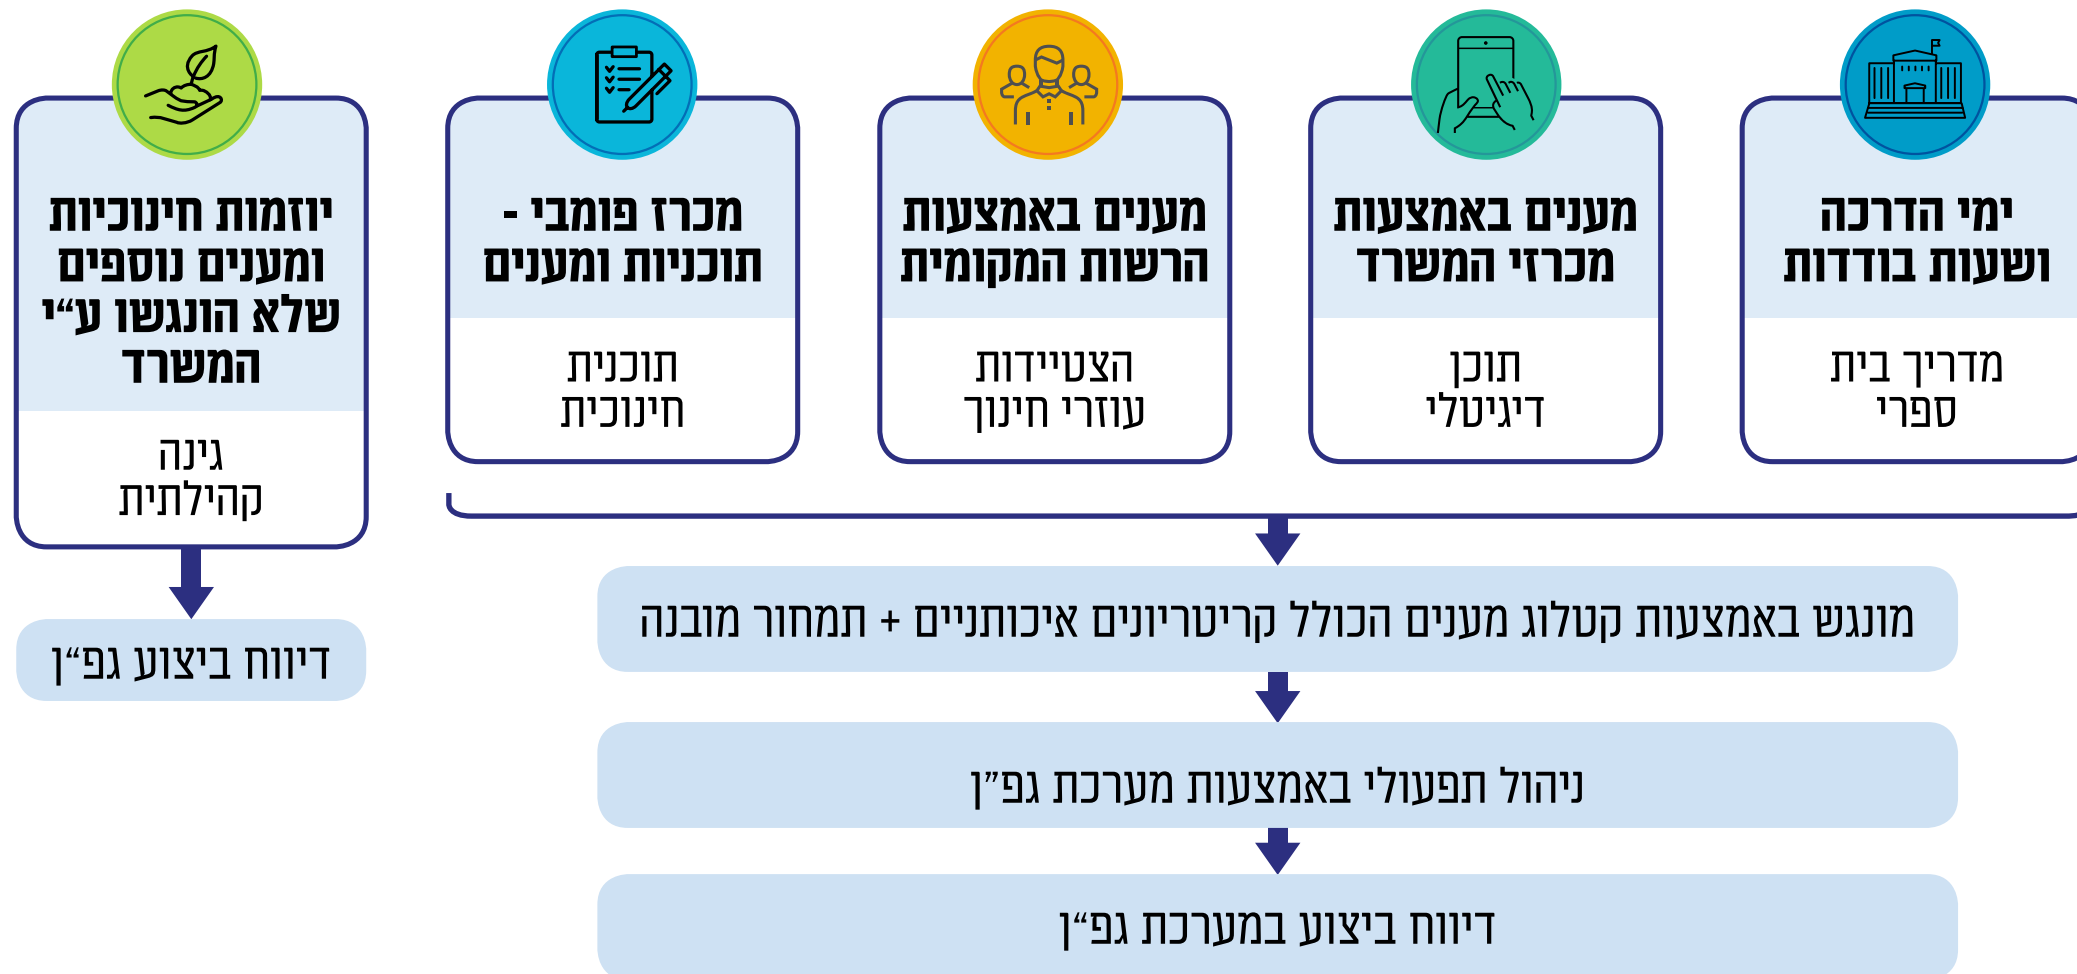 ימי הדרכה
ושעות בודדות
מדריך בית
ספרי
מענים באמצעות
מכרזי המשרד
תוכן
דיגיטלי
מענים באמצעות
הרשות המקומית
הצטיידות
עוזרי חינוך
מכרז פומבי -
תוכניות ומענים
תוכנית
חינוכית
יוזמות חינוכיות
ומענים נוספים
שלא הונגשו ע“י
המשרד
גינה
קהילתית
מונגש באמצעות קטלוג מענים הכולל קריטריונים איכותניים + תמחור מובנה
ניהול תפעולי באמצעות מערכת גפ”ן
דיווח ביצוע במערכת גפ“ן
דיווח ביצוע גפ“ן